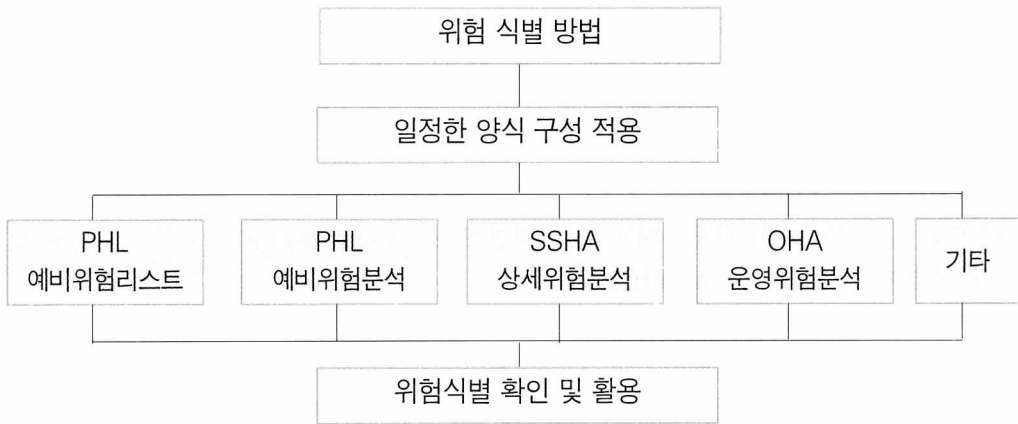 위험 식별 방법
일정한 양식 구성 적용
PHL
예비위험리스트
PHL
예비위험분석
SSHA
상세위험분석
OHA
운영위험분석
기타
위험식별 확인 및 활용